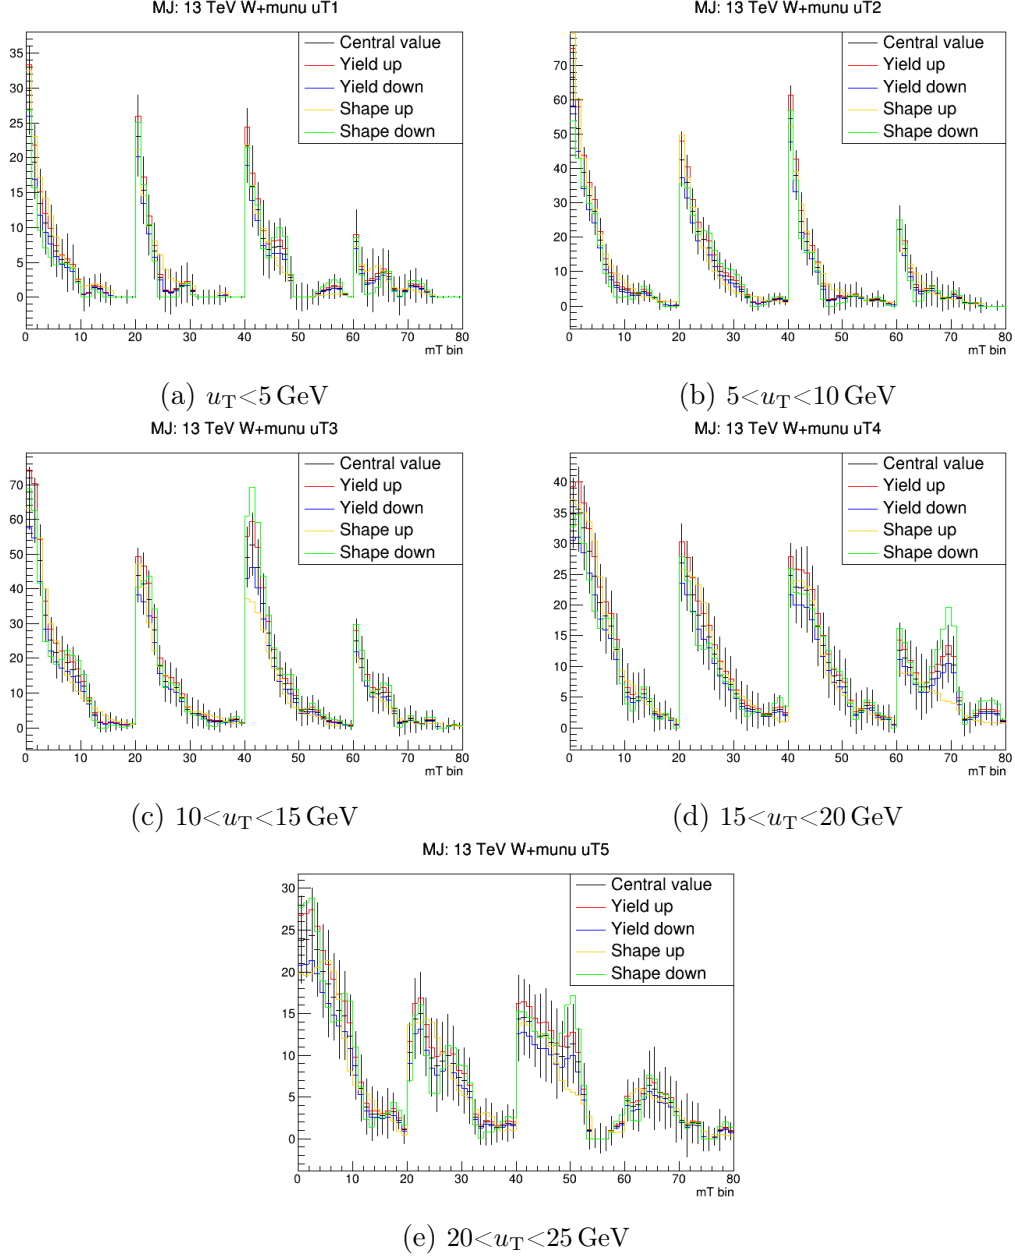 MJ: 13 TeV W+munu uT1
Central value
Yield up
Yield down
Shape up
Shape down
35
30
25
20
15
10
5
0
0 10 20 30 40 50 60 70 80
mT bin
(a) uT<5 GeV
MJ: 13 TeV W+munu uT2
Central value
Yield up
Yield down
Shape up
Shape down
70
60
50
40
30
20
10
0
0 10 20 30 40 50 60 70 80
mT bin
(b) 5<uT<10 GeV
MJ: 13 TeV W+munu uT3
Central value
Yield up
Yield down
Shape up
Shape down
70
60
50
40
30
20
10
0
0 10 20 30 40 50 60 70 80
mT bin
(c) 10<uT<15 GeV
MJ: 13 TeV W+munu uT4
Central value
Yield up
Yield down
Shape up
Shape down
40
35
30
25
20
15
10
5
0
0 10 20 30 40 50 60 70 80
mT bin
(d) 15<uT<20 GeV
MJ: 13 TeV W+munu uT5
Central value
Yield up
Yield down
Shape up
Shape down
30
25
20
15
10
5
0
0 10 20 30 40 50 60 70 80
mT bin
(e) 20<uT<25 GeV